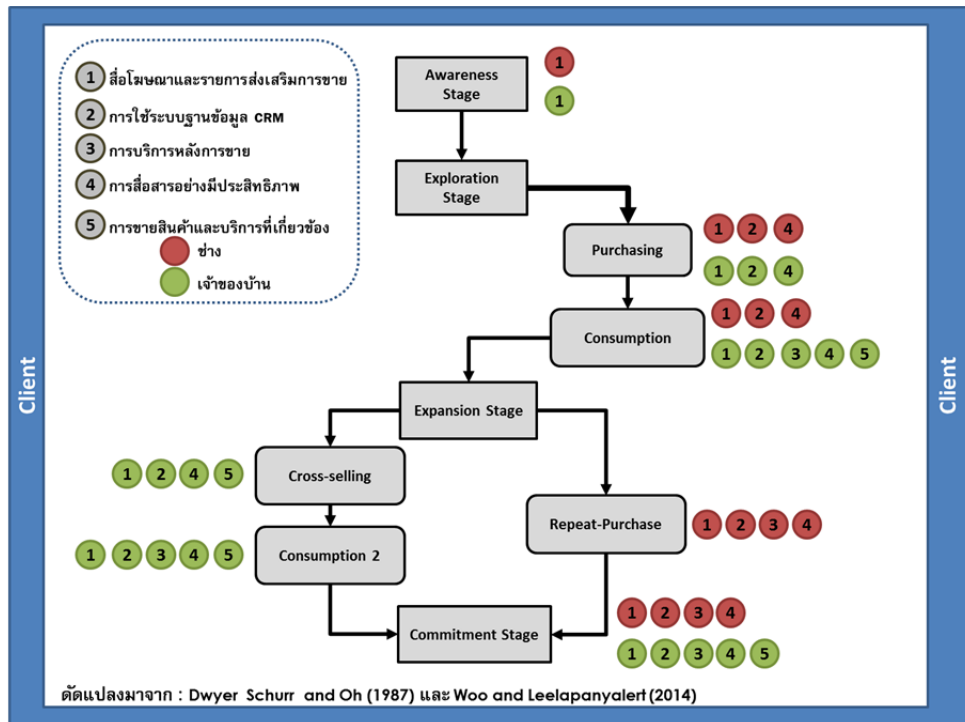 Client
1 สื่อโฆษณาและรายการส่งเสริมการขาย
2 การใช้ระบบฐานข้อมูล CRM
3 การบริการหลังการขาย
4 การสื่อสารอย่างมีประสิทธิภาพ
5 การขายสินค้าและบริการที่เกี่ยวข้อง
ช่าง
เจ้าของบ้าน
Awareness
Stage
1
1
Exploration
Stage
Purchasing
1 2 4
1 2 4
Consumption
1 2 4
1 2 3 4 5
Expansion Stage
1 2 4 5
Cross-selling
1 2 3 4 5
Consumption 2
Repeat-Purchase
1 2 3 4
Commitment Stage
1 2 3 4
1 2 3 4 5
ดัดแปลงมาจาก : Dwyer Schurr and Oh (1987) และ Woo and Leelapanyalert (2014)
Client